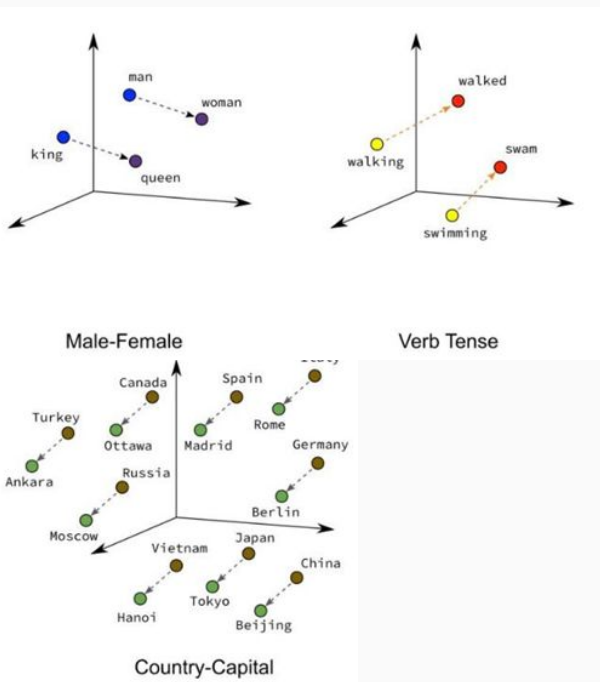 man
woman
king
queen
walked
walking
swam
swimming
Male-Female
Verb Tense
Canada
Spain
Turkey
Rome
Ottawa
Madrid
Germany
Ankara
Russia
Berlin
Moscow
Japan
Vietnam
China
Tokyo
Hanoi
Beijing
Country-Capital